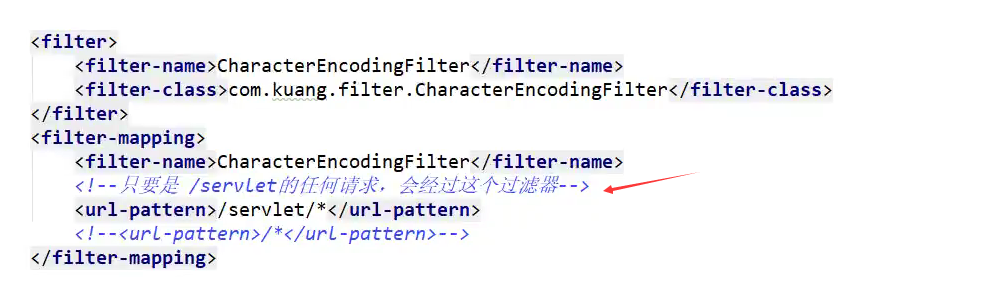 <filter>
    <filter-name>CharacterEncodingFilter</filter-name>
    <filter-class>com.kuang.filter.CharacterEncodingFilter</filter-class>
</filter>
<filter-mapping>
    <filter-name>CharacterEncodingFilter</filter-name>
    <!--只要是 /servlet的任何请求，会经过这个过滤器-->
    <url-pattern>/servlet/*</url-pattern>
    <!--<url-pattern>/*</url-pattern>-->
</filter-mapping>